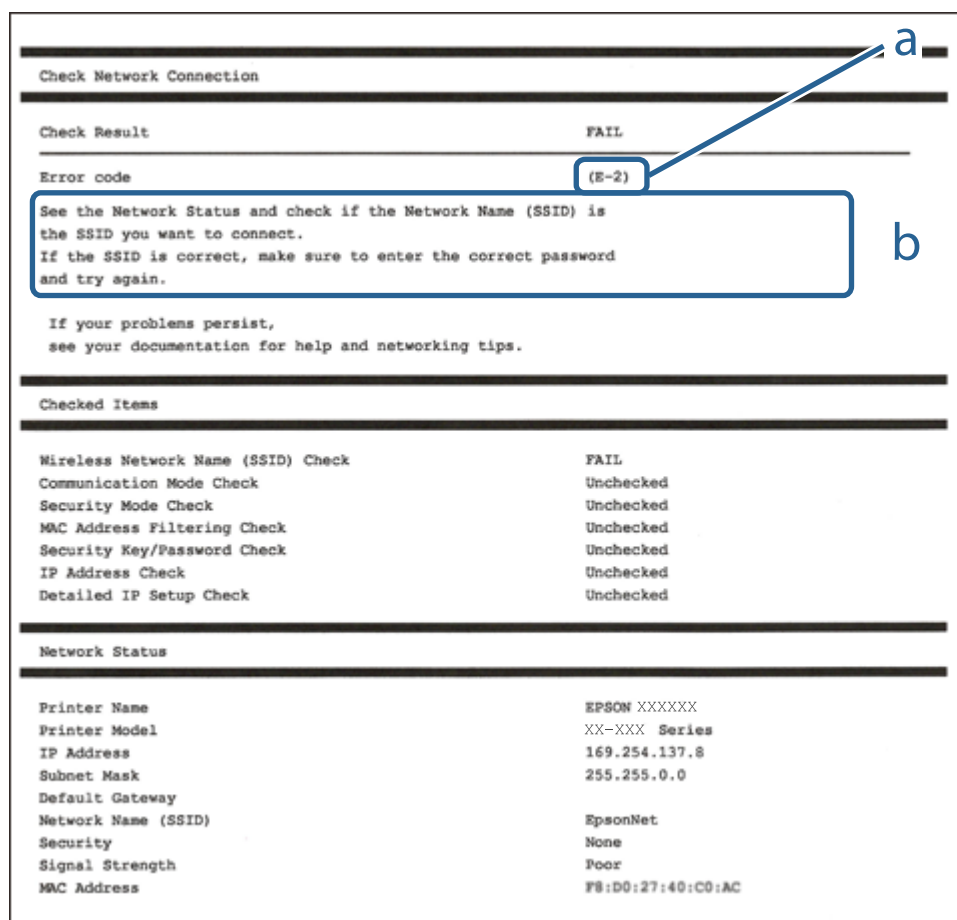 a
Check Network Connection
Check Result FAIL
Error code (E-2)
See the Network Status and check if the Network Name (SSID) is
the SSID you want to connect.
If the SSID is correct, make sure to enter the correct password
and try again.
b
If your problems persist,
see your documentation for help and networking tips.
Checked Items
Wireless Network Name (SSID) Check FAIL
Communication Mode Check Unchecked
Security Mode Check Unchecked
MAC Address Filtering Check Unchecked
Security Key/Password Check Unchecked
IP Address Check Unchecked
Detailed IP Setup Check Unchecked
Network Status
Printer Name EPSON XXXXXX
Printer Model XX-XXX Series
IP Address 169.254.137.8
Subnet Mask 255.255.0.0
Default Gateway
Network Name (SSID) EpsonNet
Security None
Signal Strength Poor
MAC Address F8:D0:27:40:C0:AC